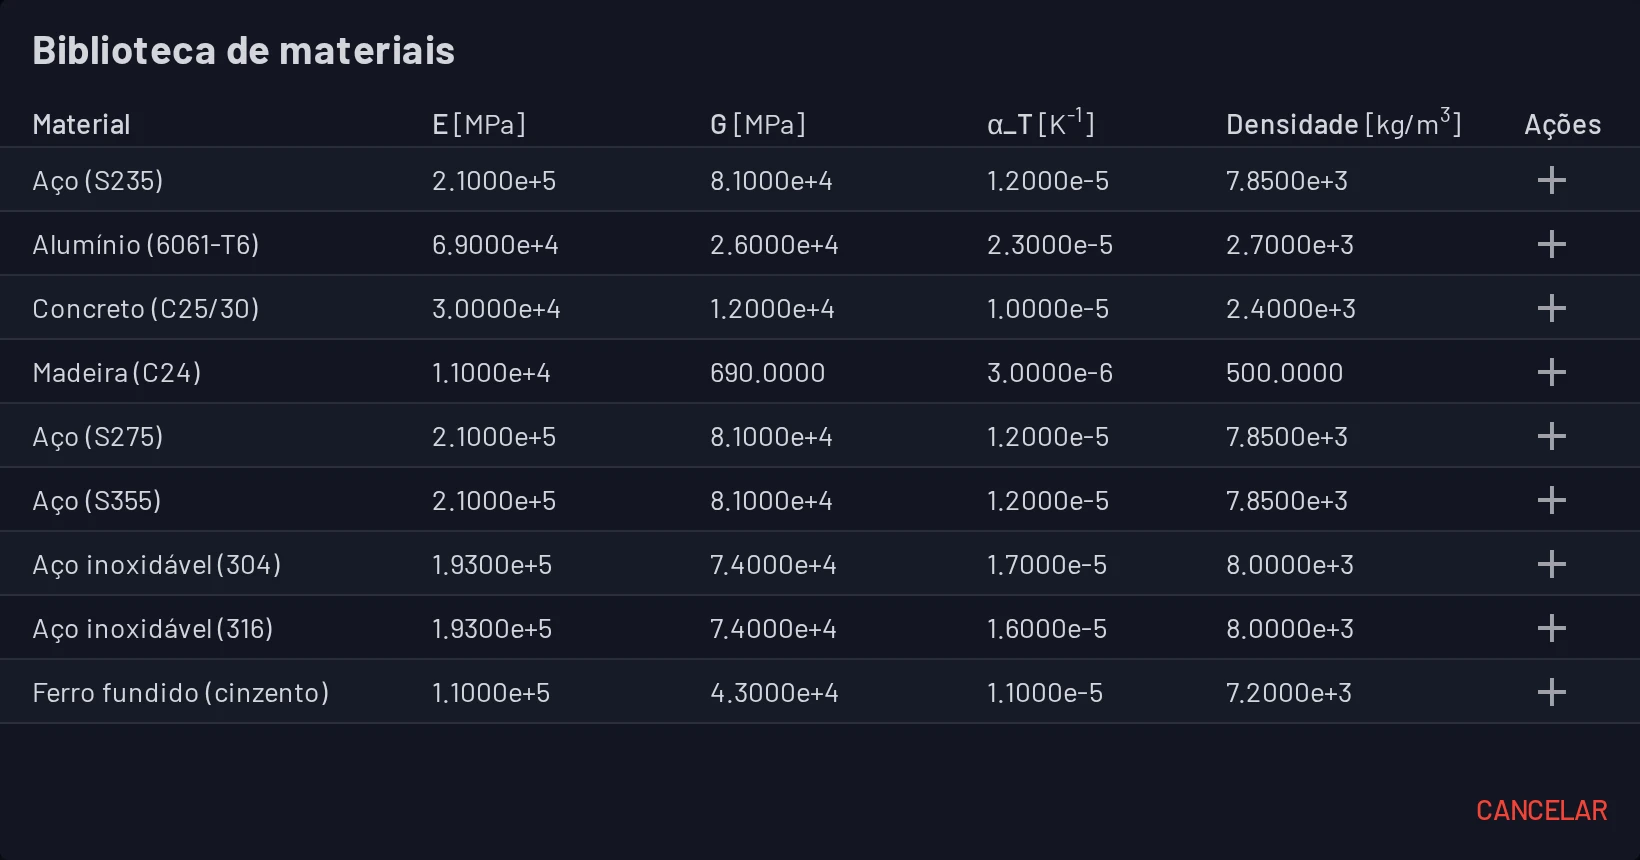 Biblioteca de materiais
Material E [MPa] G [MPa] α_T [K⁻¹] Densidade [kg/m³] Ações
Aço (S235) 2.1000e+5 8.1000e+4 1.2000e-5 7.8500e+3
Alumínio (6061-T6) 6.9000e+4 2.6000e+4 2.3000e-5 2.7000e+3
Concreto (C25/30) 3.0000e+4 1.2000e+4 1.0000e-5 2.4000e+3
Madeira (C24) 1.1000e+4 690.0000 3.0000e-6 500.0000
Aço (S275) 2.1000e+5 8.1000e+4 1.2000e-5 7.8500e+3
Aço (S355) 2.1000e+5 8.1000e+4 1.2000e-5 7.8500e+3
Aço inoxidável (304) 1.9300e+5 7.4000e+4 1.7000e-5 8.0000e+3
Aço inoxidável (316) 1.9300e+5 7.4000e+4 1.6000e-5 8.0000e+3
Ferro fundido (cinzento) 1.1000e+5 4.3000e+4 1.1000e-5 7.2000e+3
CANCELAR